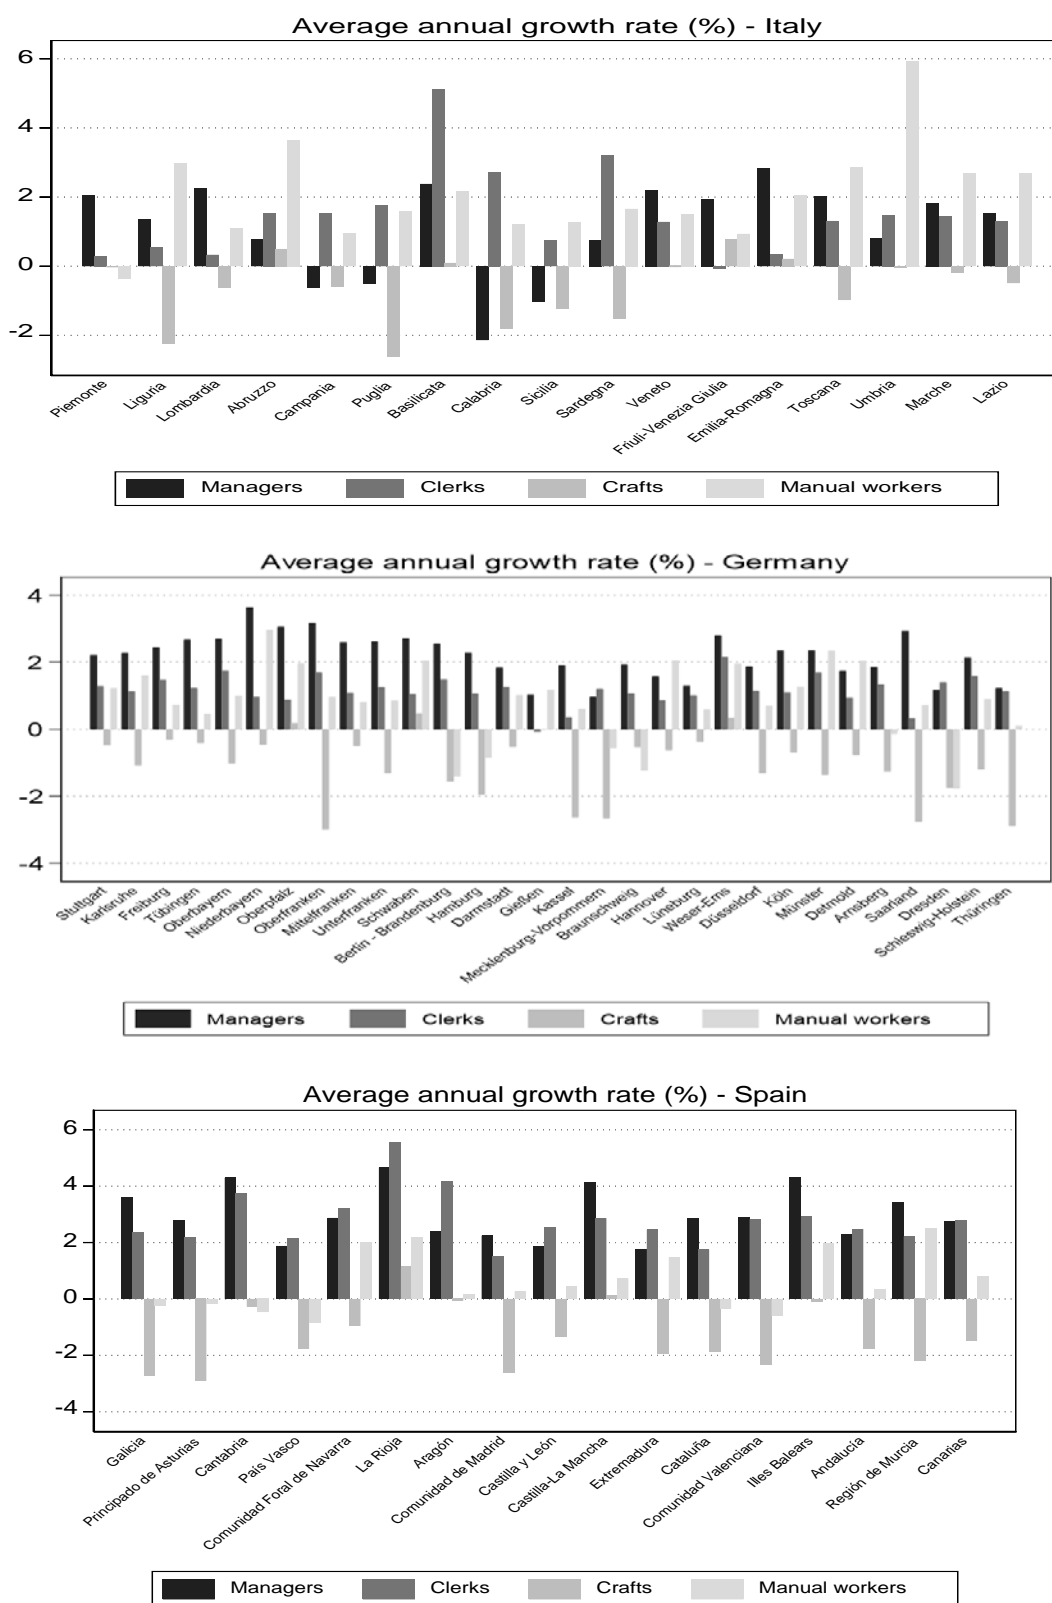 Average annual growth rate (%) - Italy
6
4
2
0
-2
Piemonte
Liguria
Lombardia
Abruzzo
Campania
Puglia
Basilicata
Calabria
Sicilia
Sardegna
Veneto
Friuli-Venezia Giulia
Emilia-Romagna
Toscana
Umbria
Marche
Lazio
Managers Clerks Crafts Manual workers
Average annual growth rate (%) - Germany
4
2
0
-2
-4
Stuttgart
Karlsruhe
Freiburg
Tübingen
Oberbayern
Niederbayern
Oberpfalz
Oberfranken
Mittelfranken
Unterfranken
Schwaben
Berlin - Brandenburg
Hamburg
Darmstadt
Gießen
Kassel
Mecklenburg-Vorpommern
Braunschweig
Hannover
Lüneburg
Weser-Ems
Düsseldorf
Köln
Münster
Detmold
Arnsberg
Saarland
Dresden
Schleswig-Holstein
Thüringen
Managers Clerks Crafts Manual workers
Average annual growth rate (%) - Spain
6
4
2
0
-2
-4
Galicia
Principado de Asturias
Cantabria
País Vasco
Comunidad Foral de Navarra
La Rioja
Aragón
Comunidad de Madrid
Castilla y León
Castilla-La Mancha
Extremadura
Cataluña
Comunidad Valenciana
Illes Balears
Andalucía
Región de Murcia
Canarias
Managers Clerks Crafts Manual workers